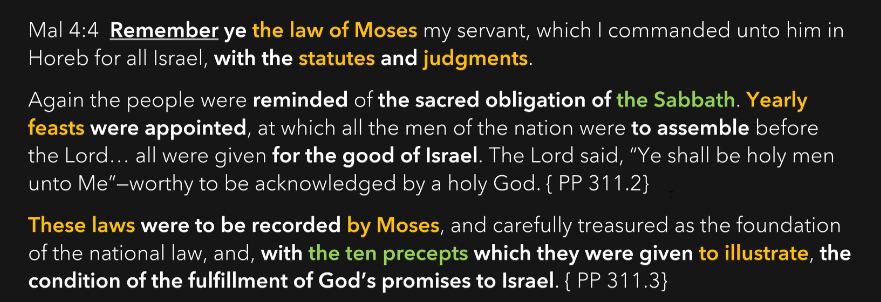 Mal 4:4  Remember ye the law of Moses my servant, which I commanded unto him in
Horeb for all Israel, with the statutes and judgments.
Again the people were reminded of the sacred obligation of the Sabbath. Yearly
feasts were appointed, at which all the men of the nation were to assemble before
the Lord… all were given for the good of Israel. The Lord said, “Ye shall be holy men
unto Me”—worthy to be acknowledged by a holy God. { PP 311.2}
These laws were to be recorded by Moses, and carefully treasured as the foundation
of the national law, and, with the ten precepts which they were given to illustrate, the
condition of the fulfillment of God’s promises to Israel. { PP 311.3}